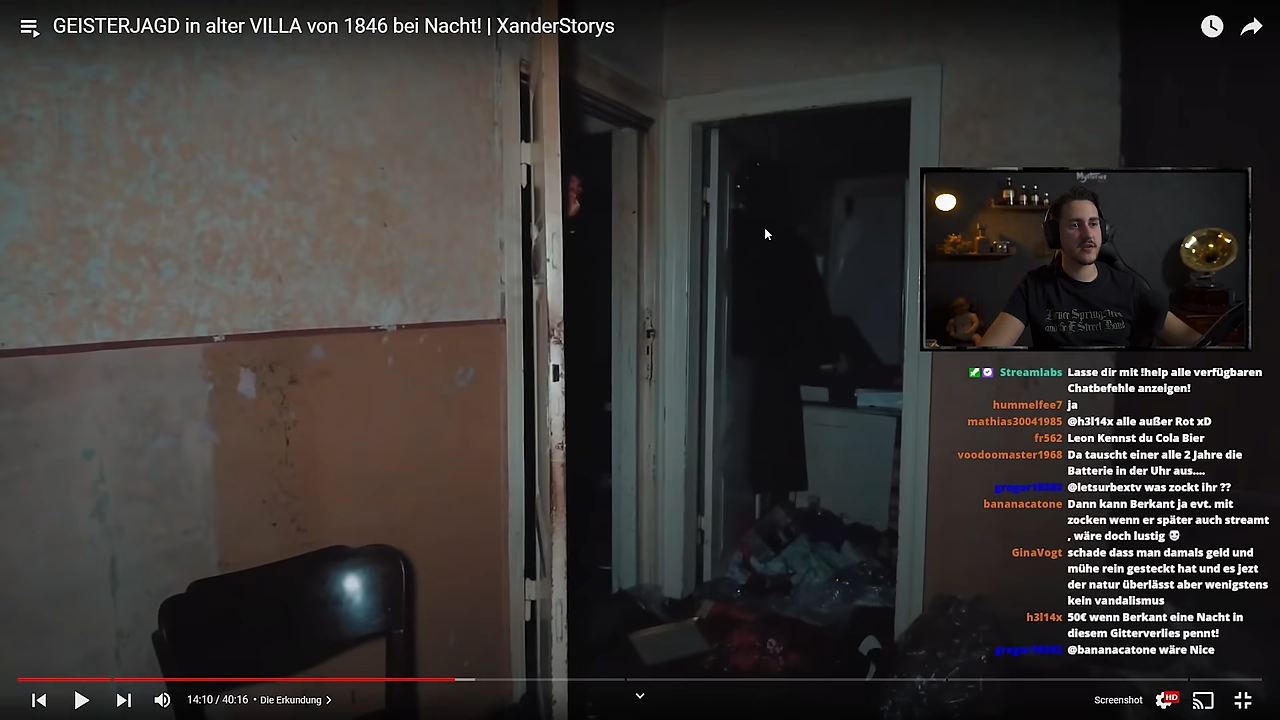 GEISTERJAGD in alter VILLA von 1846 bei Nacht! | XanderStorys
Mysteries
Streamlabs Lasse dir mit !help alle verfügbaren
Chatbefehle anzeigen!
hummelfee7 ja
mathias30041985 @h3l14x alle außer Rot xD
fr562 Leon Kennst du Cola Bier
voodoomaster1968 Da tauscht einer alle 2 Jahre die
Batterie in der Uhr aus....
@letsurbextv was zockt ihr ??
bananacatone Dann kann Berkant ja evt. mit
zocken wenn er später auch streamt
, wäre doch lustig
GinaVogt schade dass man damals geld und
mühe rein gesteckt hat und es jezt
der natur überlässt aber wenigstens
kein vandalismus
h3l14x 50€ wenn Berkant eine Nacht in
diesem Gitterverlies pennt!
@bananacatone wäre Nice
14:10 / 40:16 • Die Erkundung
Screenshot HD